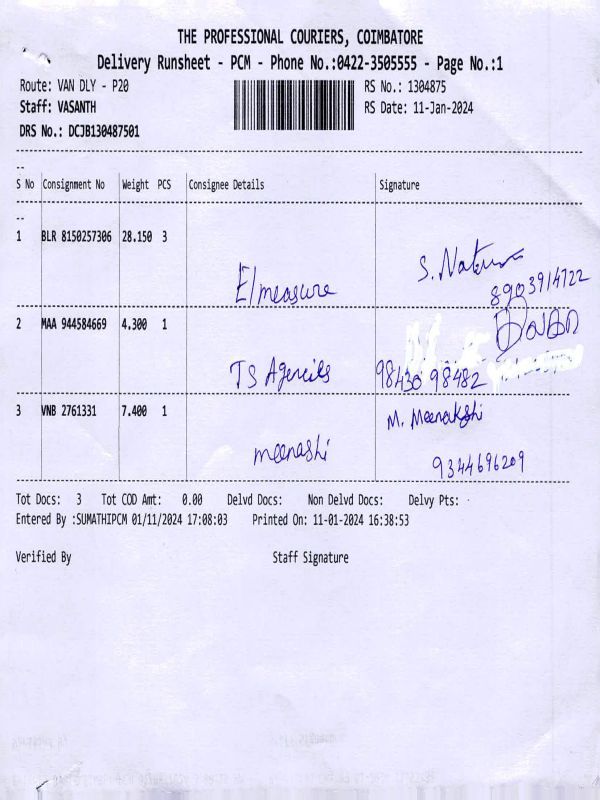 THE PROFESSIONAL COURIERS, COIMBATORE
Delivery Runsheet - PCM - Phone No.:0422-3505555 - Page No.:1
Route: VAN DLY - P20 RS No.: 1304875
Staff: VASANTH RS Date: 11-Jan-2024
DRS No.: DCJB130487501
S No Consignment No Weight PCS Consignee Details Signature
1 BLR 8150257306 28.150 3
Elmeasure S. Natu
8903914722
2 MAA 944584669 4.300 1
TS Agencies 98430 98482
3 VNB 2761331 7.400 1 M. Meenakshi
meenashi 9344696209
Tot Docs: 3 Tot COD Amt: 0.00 Delvd Docs: Non Delvd Docs: Delvy Pts:
Entered By :SUMATHIPCM 01/11/2024 17:08:03 Printed On: 11-01-2024 16:38:53
Verified By Staff Signature